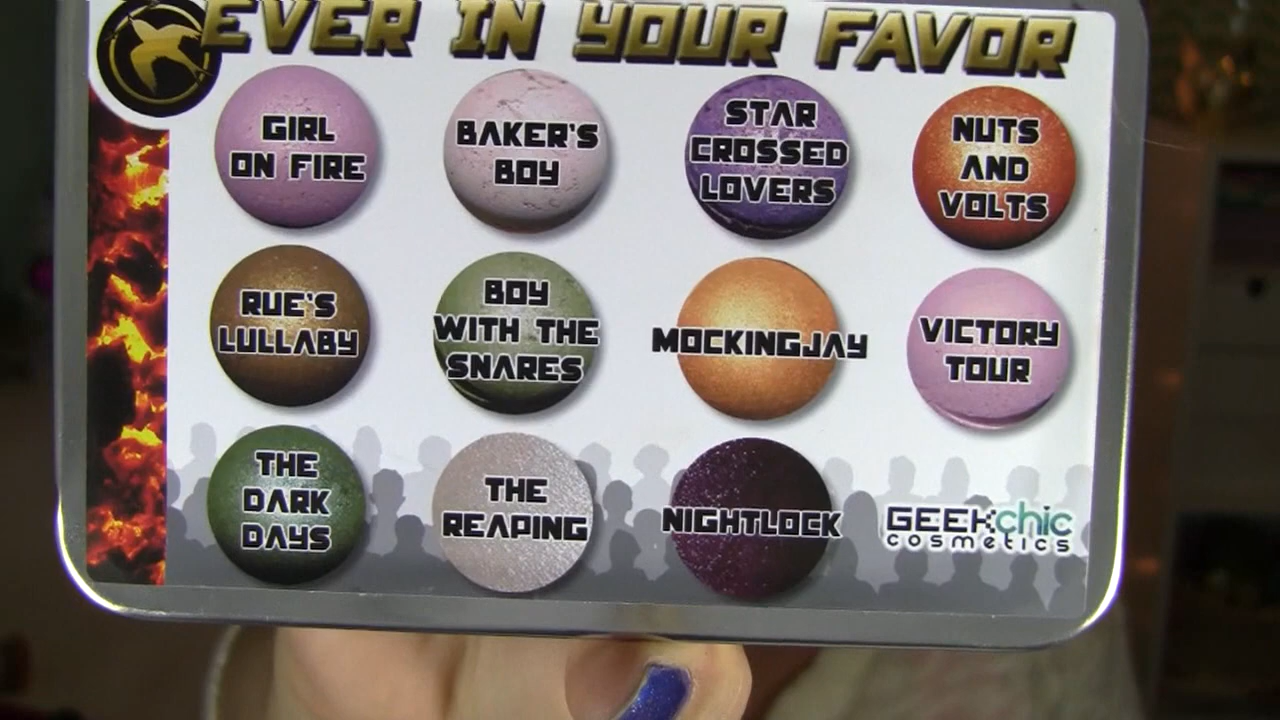 EVER IN YOUR FAVOR
GIRL
ON FIRE
BAKER'S
BOY
STAR
CROSSED
LOVERS
NUTS
AND
VOLTS
RUE'S
LULLABY
BOY
WITH THE
SNARES
MOCKINGJAY
VICTORY
TOUR
THE
DARK
DAYS
THE
REAPING
NIGHTLOCK
GEEKchic
cosmetics